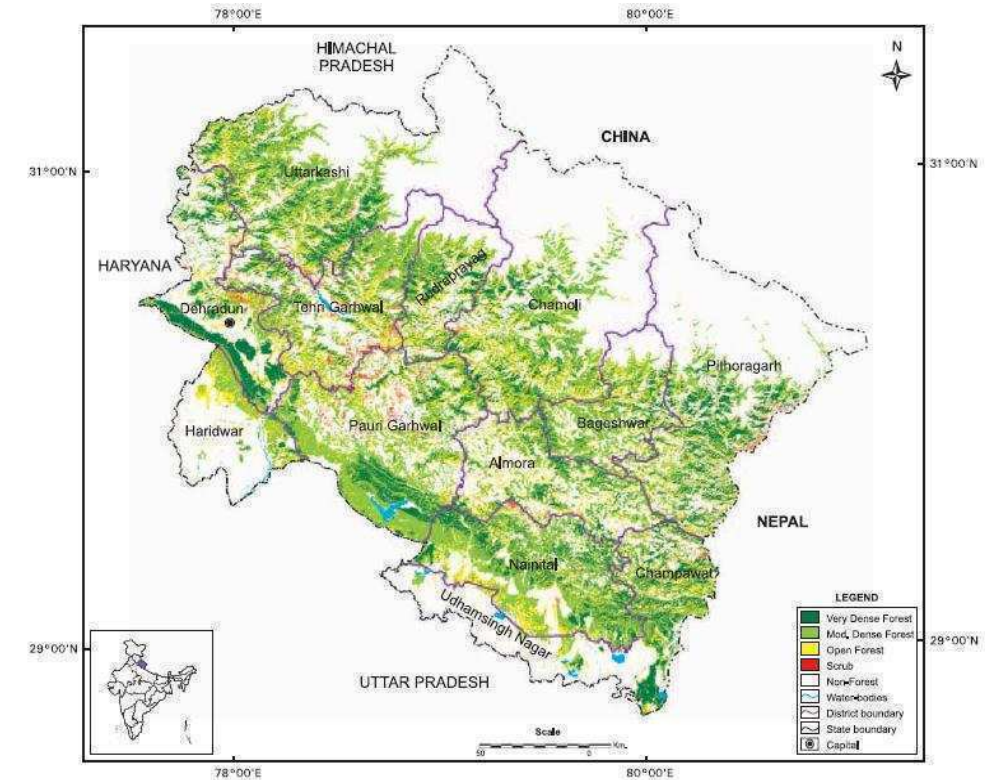 78°00'E
80°00'E
HIMACHAL
PRADESH
N
CHINA
31°00'N
31°00'N
Uttarkashi
HARYANA
Rudraprayag
Dehradun
Tehri Garhwal
Chamoli
Pithoragarh
Haridwar
Pauri Garhwal
Bageshwar
Almora
NEPAL
Nainital
Champawat
Udhamsingh Nagar
29°00'N
29°00'N
UTTAR PRADESH
LEGEND
Very Dense Forest
Mod. Dense Forest
Open Forest
Scrub
Non-Forest
Water-bodies
District boundary
State boundary
Capital
Scale
50
0
Km.
78°00'E
80°00'E